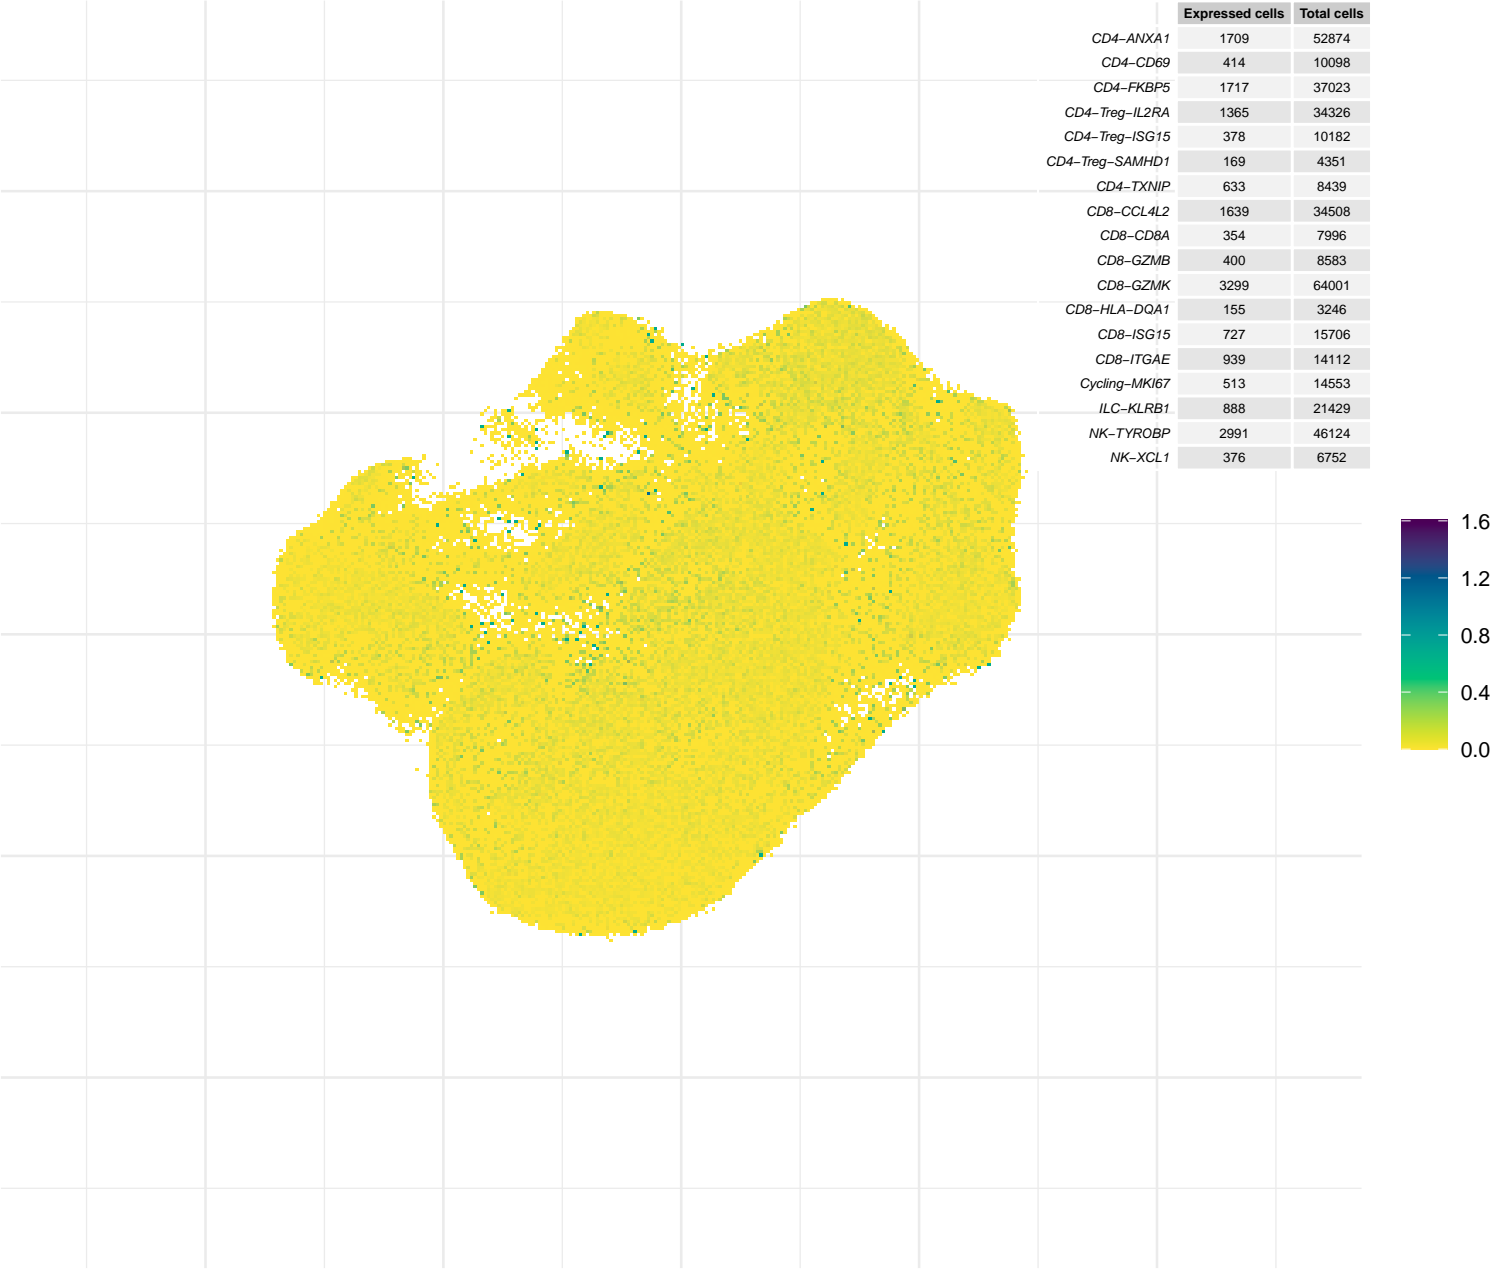 Expressed cells Total cells
CD4−ANXA1 1709 52874
CD4−CD69 414 10098
CD4−FKBP5 1717 37023
CD4−Treg−IL2RA 1365 34326
CD4−Treg−ISG15 378 10182
CD4−Treg−SAMHD1 169 4351
CD4−TXNIP 633 8439
CD8−CCL4L2 1639 34508
CD8−CD8A 354 7996
CD8−GZMB 400 8583
CD8−GZMK 3299 64001
CD8−HLA−DQA1 155 3246
CD8−ISG15 727 15706
CD8−ITGAE 939 14112
Cycling−MKI67 513 14553
ILC−KLRB1 888 21429
NK−TYROBP 2991 46124
NK−XCL1 376 6752
1.6
1.2
0.8
0.4
0.0